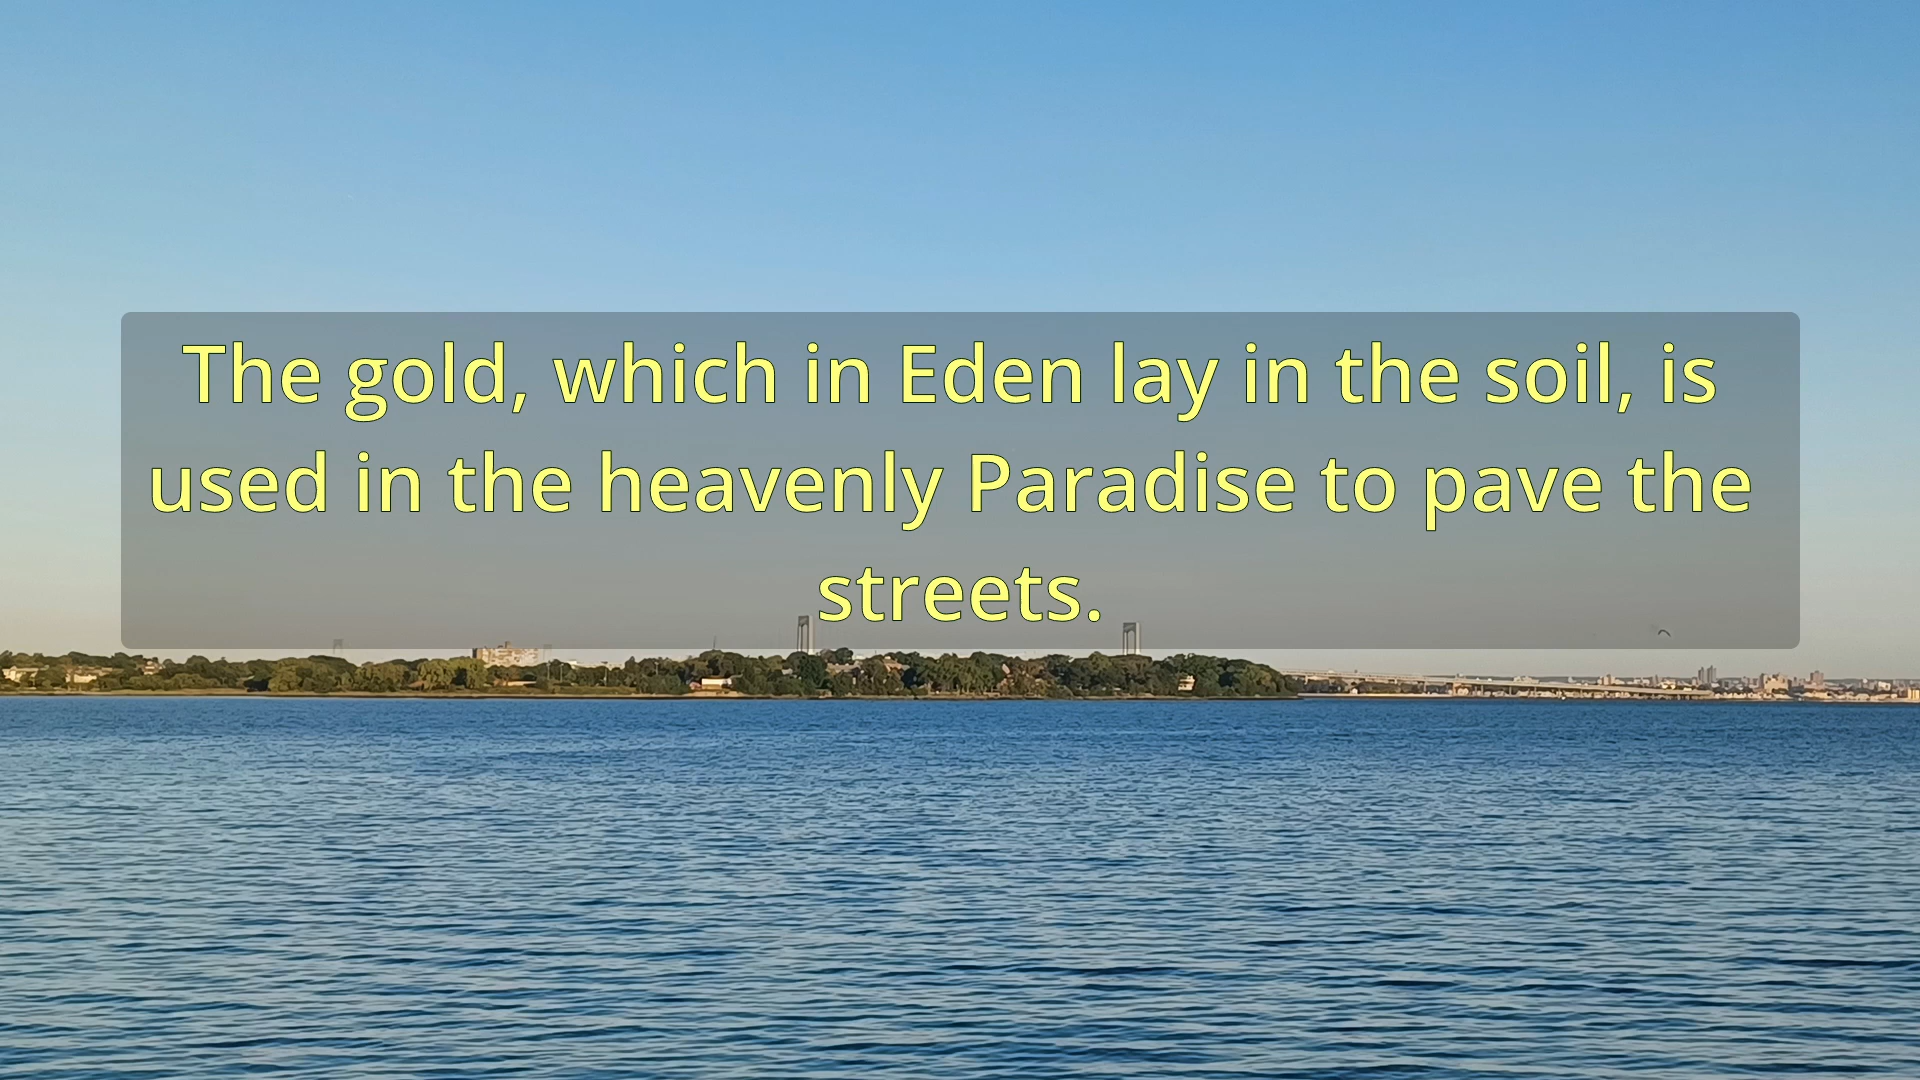 The gold, which in Eden lay in the soil, is
used in the heavenly Paradise to pave the
streets.